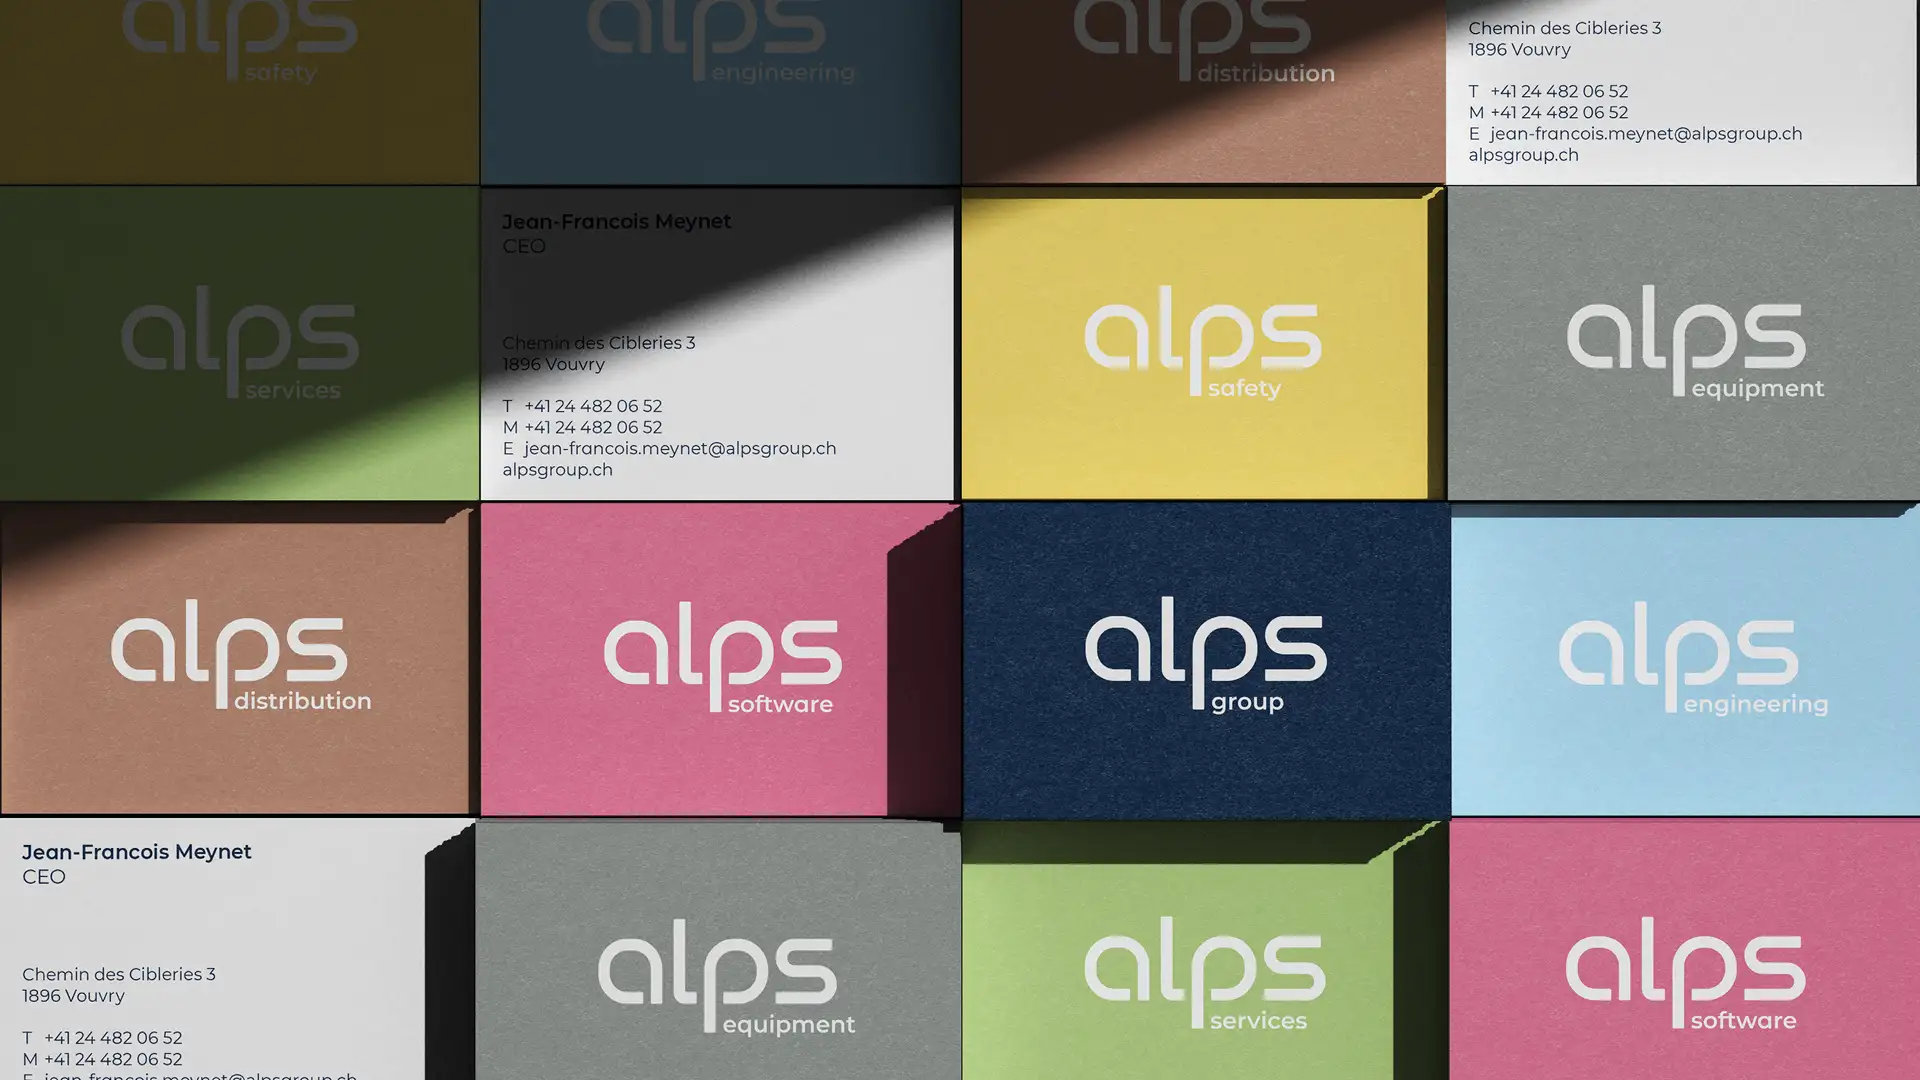 alps
safety
alps
engineering
alps
distribution
Chemin des Cibleries 3
1896 Vouvry
T +41 24 482 06 52
M +41 24 482 06 52
E jean-francois.meynet@alpsgroup.ch
alpsgroup.ch
alps
services
Jean-Francois Meynet
CEO
Chemin des Cibleries 3
1896 Vouvry
T +41 24 482 06 52
M +41 24 482 06 52
E jean-francois.meynet@alpsgroup.ch
alpsgroup.ch
alps
safety
alps
equipment
alps
distribution
alps
software
alps
group
alps
engineering
Jean-Francois Meynet
CEO
Chemin des Cibleries 3
1896 Vouvry
T +41 24 482 06 52
M +41 24 482 06 52
E jean-francois.meynet@alpsgroup.ch
alps
equipment
alps
services
alps
software